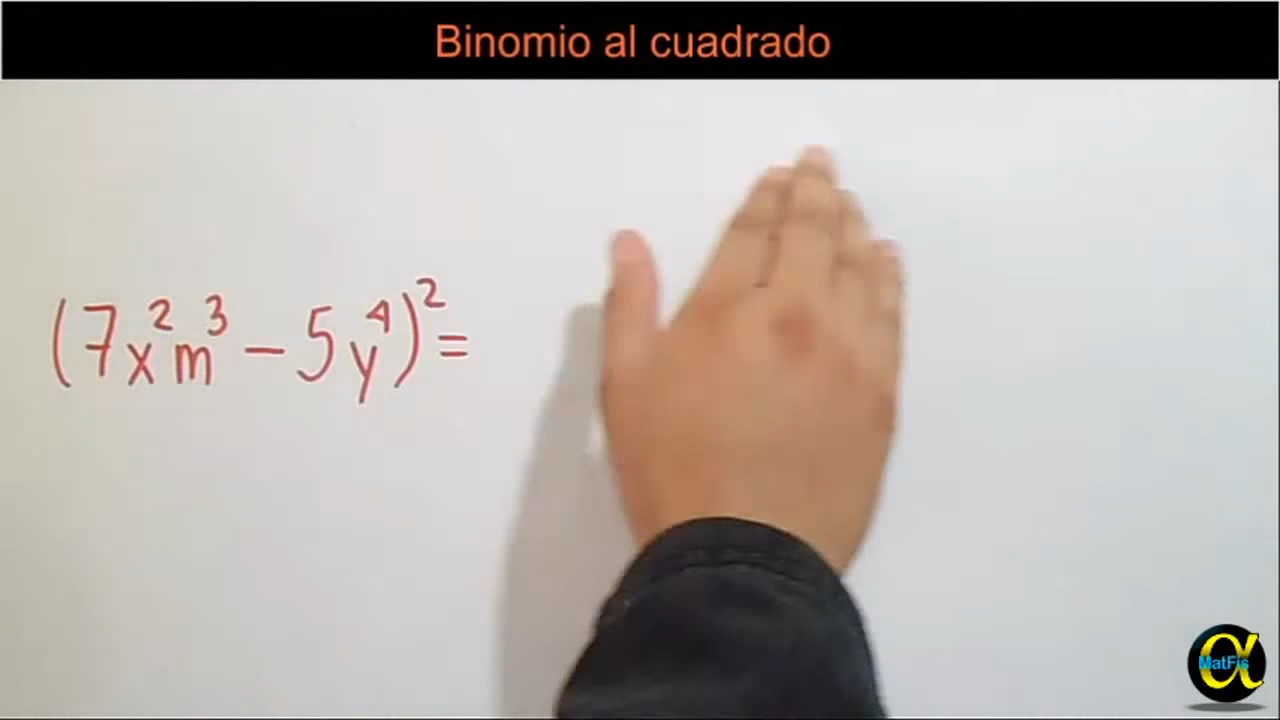 Binomio al cuadrado
(7x²m³ − 5y⁴)² =
MatFis
α